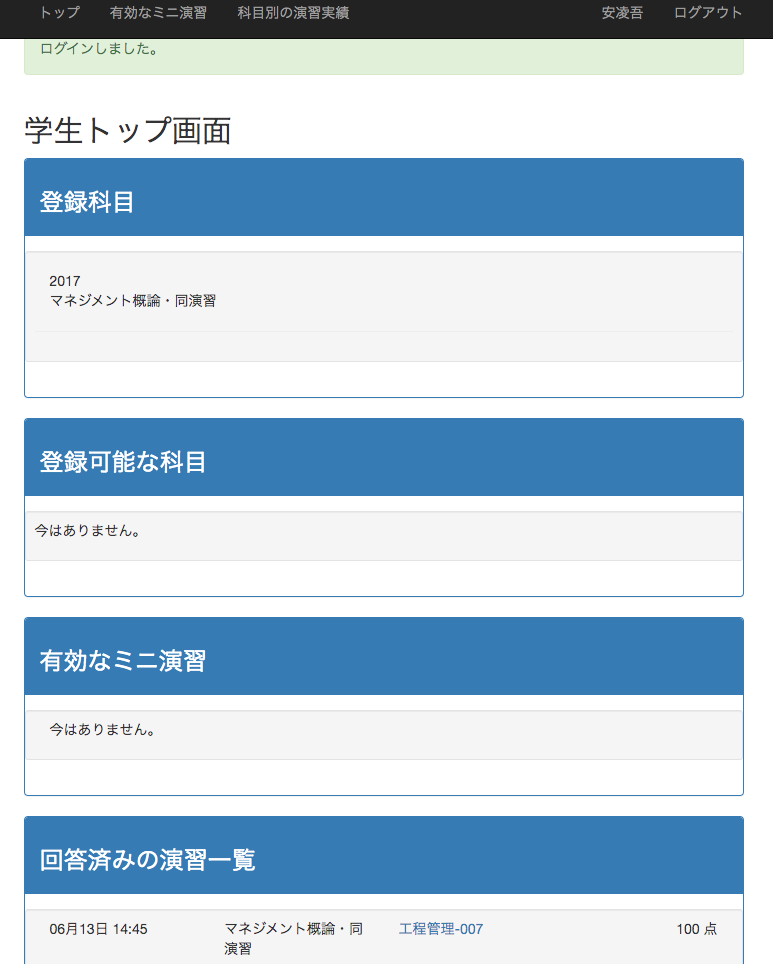 トップ 有効なミニ演習 科目別の演習実績 安凌吾 ログアウト
ログインしました。
学生トップ画面
登録科目
2017
マネジメント概論・同演習
登録可能な科目
今はありません。
有効なミニ演習
今はありません。
回答済みの演習一覧
06月13日 14:45 マネジメント概論・同 工程管理-007 100 点
演習